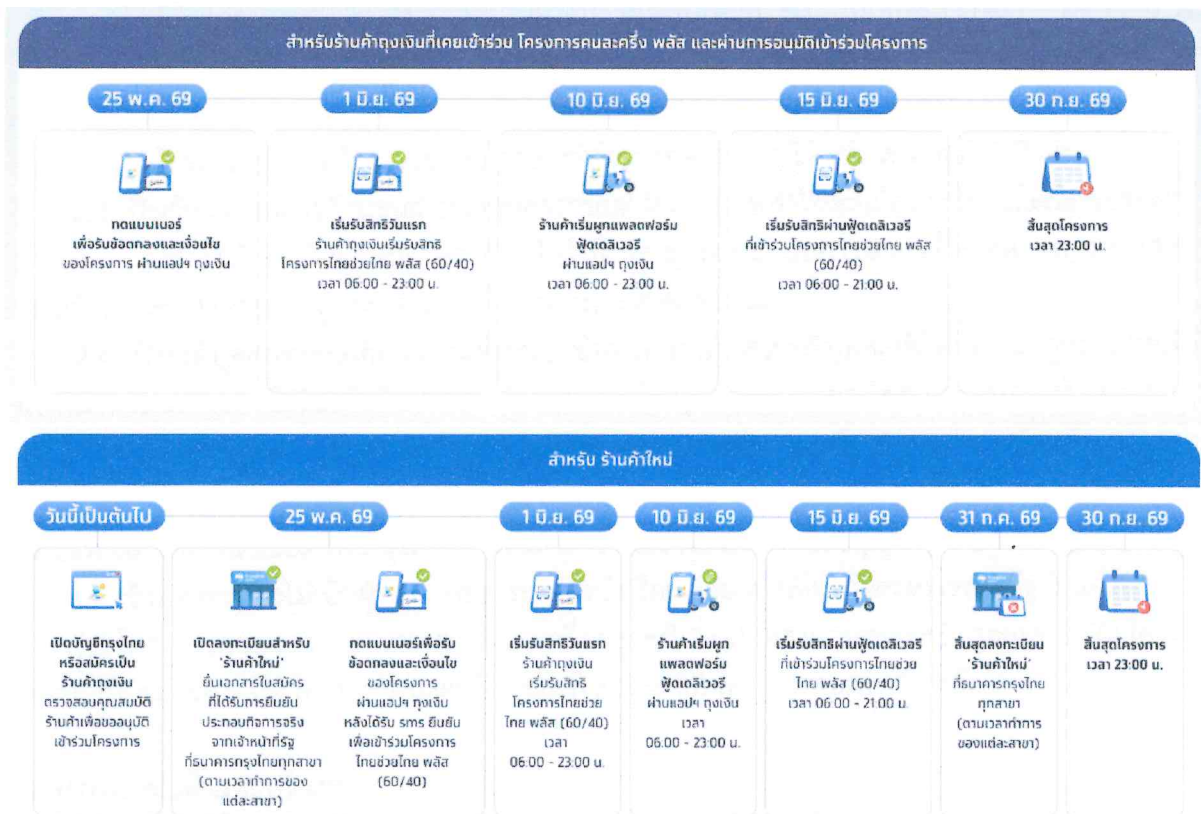 สำหรับร้านค้าถุงเงินที่เคยเข้าร่วม โครงการคนละครึ่ง พลัส และผ่านการอนุมัติเข้าร่วมโครงการ
25 พ.ค. 69
1 มิ.ย. 69
10 มิ.ย. 69
15 มิ.ย. 69
30 ก.ย. 69
กดแบนเนอร์
เพื่อรับข้อตกลงและเงื่อนไข
ของโครงการ ผ่านแอปฯ ถุงเงิน
เริ่มรับสิทธิวันแรก
ร้านค้าถุงเงินเริ่มรับสิทธิ
โครงการไทยช่วยไทย พลัส (60/40)
เวลา 06:00 - 23:00 น.
ร้านค้าเริ่มผูกแพลตฟอร์ม
ฟู้ดเดลิเวอรี
ผ่านแอปฯ ถุงเงิน
เวลา 06:00 - 23:00 น.
เริ่มรับสิทธิผ่านฟู้ดเดลิเวอรี
ที่เข้าร่วมโครงการไทยช่วยไทย พลัส
(60/40)
เวลา 06:00 - 21:00 น.
สิ้นสุดโครงการ
เวลา 23:00 น.
สำหรับ ร้านค้าใหม่
วันนี้เป็นต้นไป
25 พ.ค. 69
1 มิ.ย. 69
10 มิ.ย. 69
15 มิ.ย. 69
31 ก.ค. 69
30 ก.ย. 69
เปิดบัญชีกรุงไทย
หรือสมัครเป็น
ร้านค้าถุงเงิน
ตรวจสอบคุณสมบัติ
ร้านค้าเพื่อขออนุมัติ
เข้าร่วมโครงการ
เปิดลงทะเบียนสำหรับ
'ร้านค้าใหม่'
ยื่นเอกสารใบสมัคร
ที่ได้รับการยืนยัน
ประกอบกิจการจริง
จากเจ้าหน้าที่รัฐ
ที่ธนาคารกรุงไทยทุกสาขา
(ตามเวลาทำการของ
แต่ละสาขา)
กดแบนเนอร์เพื่อรับ
ข้อตกลงและเงื่อนไข
ของโครงการ
ผ่านแอปฯ ถุงเงิน
หลังได้รับ sms ยืนยัน
เพื่อเข้าร่วมโครงการ
ไทยช่วยไทย พลัส
(60/40)
เริ่มรับสิทธิวันแรก
ร้านค้าถุงเงิน
เริ่มรับสิทธิ
โครงการไทยช่วย
ไทย พลัส (60/40)
เวลา
06:00 - 23:00 น.
ร้านค้าเริ่มผูก
แพลตฟอร์ม
ฟู้ดเดลิเวอรี
ผ่านแอปฯ ถุงเงิน
เวลา
06:00 - 23:00 น.
เริ่มรับสิทธิผ่านฟู้ดเดลิเวอรี
ที่เข้าร่วมโครงการไทยช่วย
ไทย พลัส (60/40)
เวลา 06:00 - 21:00 น.
สิ้นสุดลงทะเบียน
'ร้านค้าใหม่'
ที่ธนาคารกรุงไทย
ทุกสาขา
(ตามเวลาทำการ
ของแต่ละสาขา)
สิ้นสุดโครงการ
เวลา 23:00 น.